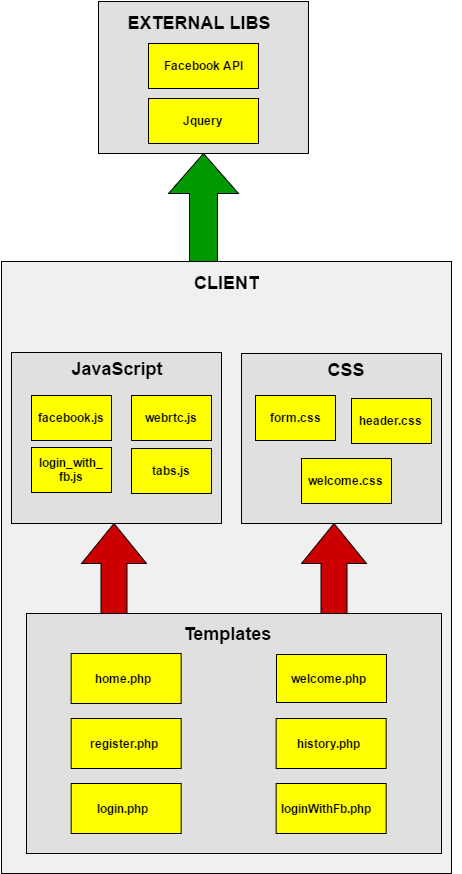 EXTERNAL LIBS
Facebook API
Jquery
CLIENT
JavaScript
facebook.js
webrtc.js
login_with_
fb.js
tabs.js
CSS
form.css
header.css
welcome.css
Templates
home.php
welcome.php
register.php
history.php
login.php
loginWithFb.php